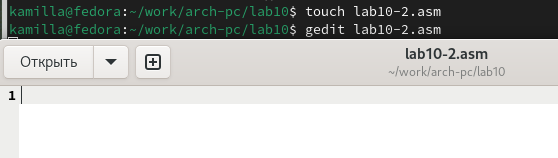 kamilla@fedora:~/work/arch-pc/lab10$ touch lab10-2.asm
kamilla@fedora:~/work/arch-pc/lab10$ gedit lab10-2.asm
Открыть
lab10-2.asm
~/work/arch-pc/lab10
1